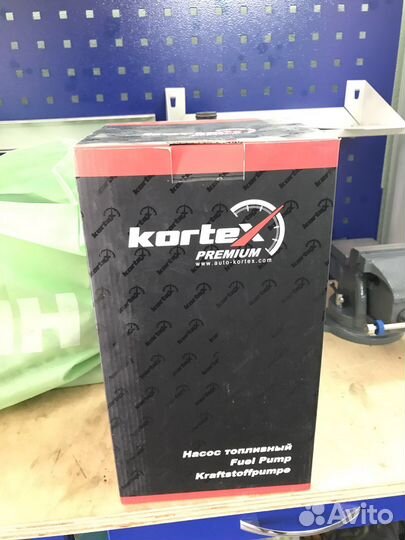 kortex
PREMIUM
www.auto-kortex.com
Насос топливный
Fuel Pump
Kraftstoffpumpe
Avito